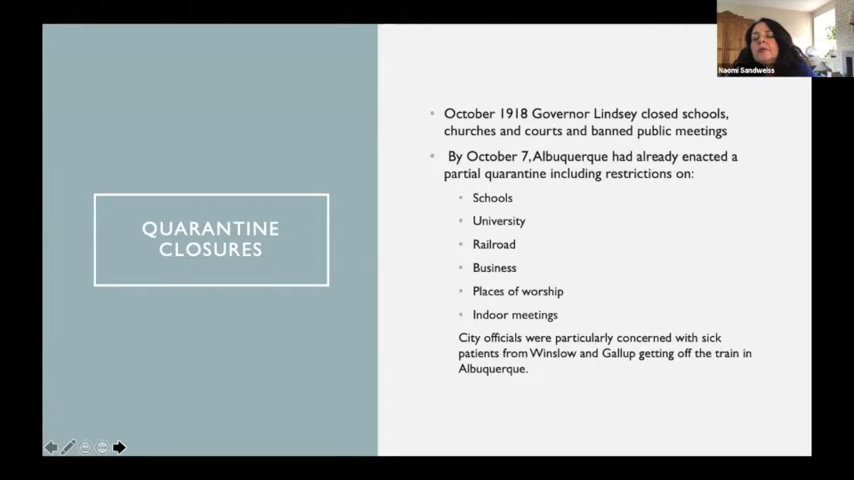 Naomi Sandweiss
QUARANTINE
CLOSURES
• October 1918 Governor Lindsey closed schools,
churches and courts and banned public meetings
• By October 7, Albuquerque had already enacted a
partial quarantine including restrictions on:
• Schools
• University
• Railroad
• Business
• Places of worship
• Indoor meetings
City officials were particularly concerned with sick
patients from Winslow and Gallup getting off the train in
Albuquerque.